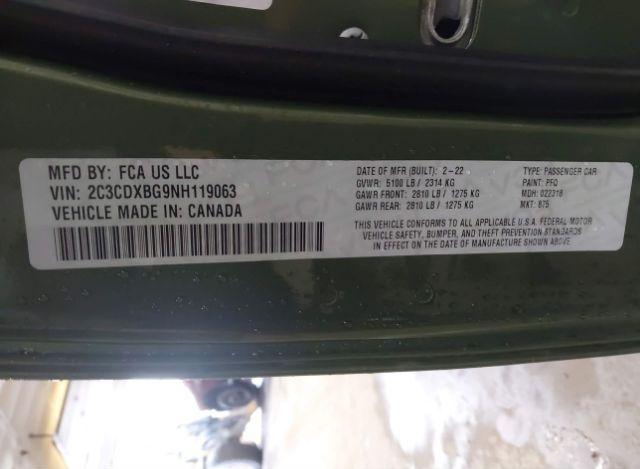 MFD BY: FCA US LLC
VIN: 2C3CDXBG9NH119063
VEHICLE MADE IN: CANADA
DATE OF MFR (BUILT): 2-22
GVWR: 5100 LB / 2314 KG
GAWR FRONT: 2810 LB / 1275 KG
GAWR REAR: 2810 LB / 1275 KG
TYPE: PASSENGER CAR
PAINT: PFQ
MDH: 022318
MKT: 875
THIS VEHICLE CONFORMS TO ALL APPLICABLE U.S.A. FEDERAL MOTOR
VEHICLE SAFETY, BUMPER, AND THEFT PREVENTION STANDARDS
IN EFFECT ON THE DATE OF MANUFACTURE SHOWN ABOVE.